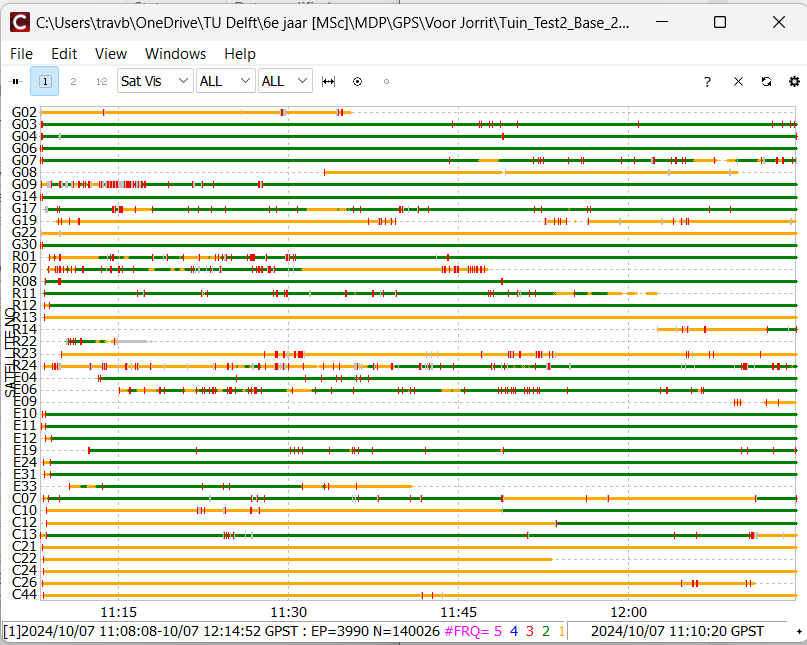 C:\Users\travb\OneDrive\TU Delft\6e jaar [MSc]\MDP\GPS\Voor Jorrit\Tuin_Test2_Base_2...
File Edit View Windows Help
1 2 1-2 Sat Vis ALL ALL ?
SATELLITE NO.
G02
G03
G04
G06
G07
G08
G09
G14
G17
G19
G22
G30
R01
R07
R08
R11
R12
R13
R14
R22
R23
R24
E04
E06
E09
E10
E11
E12
E19
E24
E31
E33
C07
C10
C12
C13
C21
C22
C24
C26
C44
11:15 11:30 11:45 12:00
[1]2024/10/07 11:08:08-10/07 12:14:52 GPST : EP=3990 N=140026 #FRQ= 5 4 3 2 1 2024/10/07 11:10:20 GPST